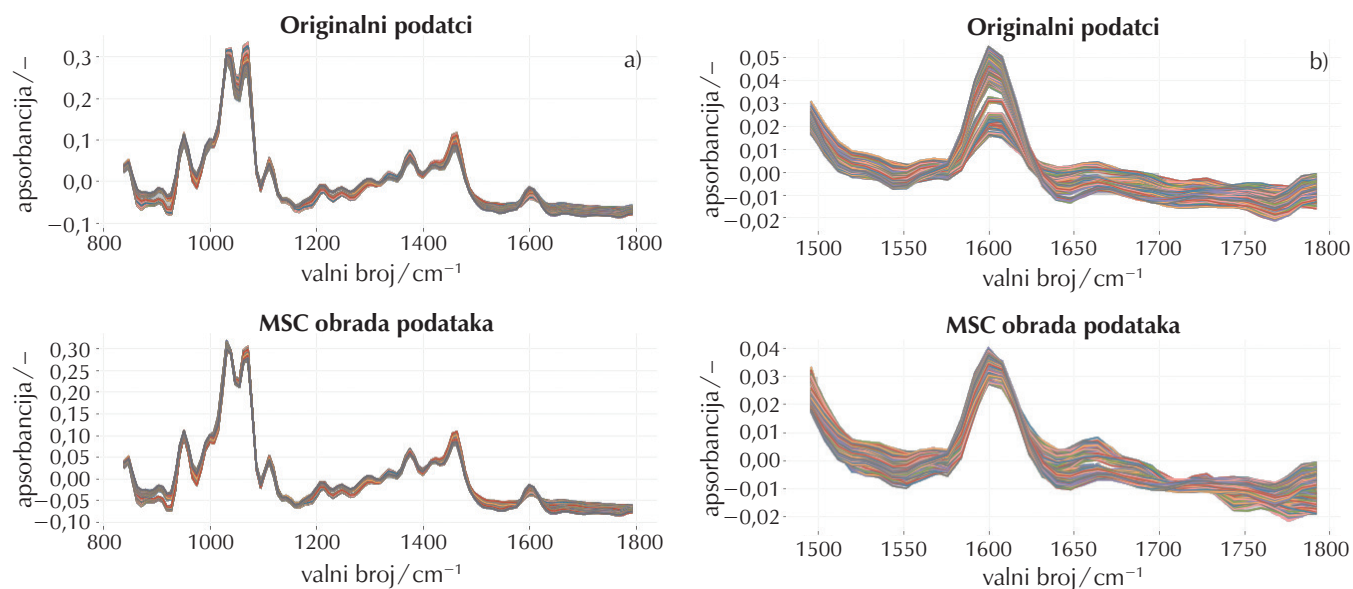 Originalni podatci
a)
apsorbancija / –
0,3
0,2
0,1
0,0
−0,1
800 1000 1200 1400 1600 1800
valni broj / cm⁻¹
MSC obrada podataka
apsorbancija / –
0,30
0,25
0,20
0,15
0,10
0,05
0,00
−0,05
−0,10
800 1000 1200 1400 1600 1800
valni broj / cm⁻¹
Originalni podatci
b)
apsorbancija / –
0,05
0,04
0,03
0,02
0,01
0,00
−0,01
−0,02
1500 1550 1600 1650 1700 1750 1800
valni broj / cm⁻¹
MSC obrada podataka
apsorbancija / –
0,04
0,03
0,02
0,01
0,00
−0,01
−0,02
1500 1550 1600 1650 1700 1750 1800
valni broj / cm⁻¹